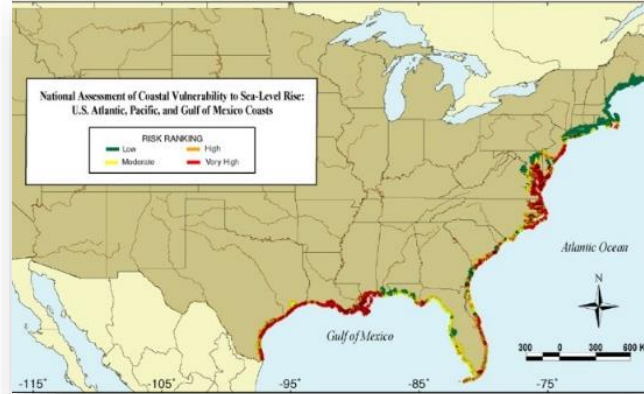 National Assessment of Coastal Vulnerability to Sea-Level Rise:
U.S. Atlantic, Pacific, and Gulf of Mexico Coasts
RISK RANKING
Low High
Moderate Very High
Atlantic Ocean
N
Gulf of Mexico
300 0 300 600 K
-115° -105° -95° -85° -75°